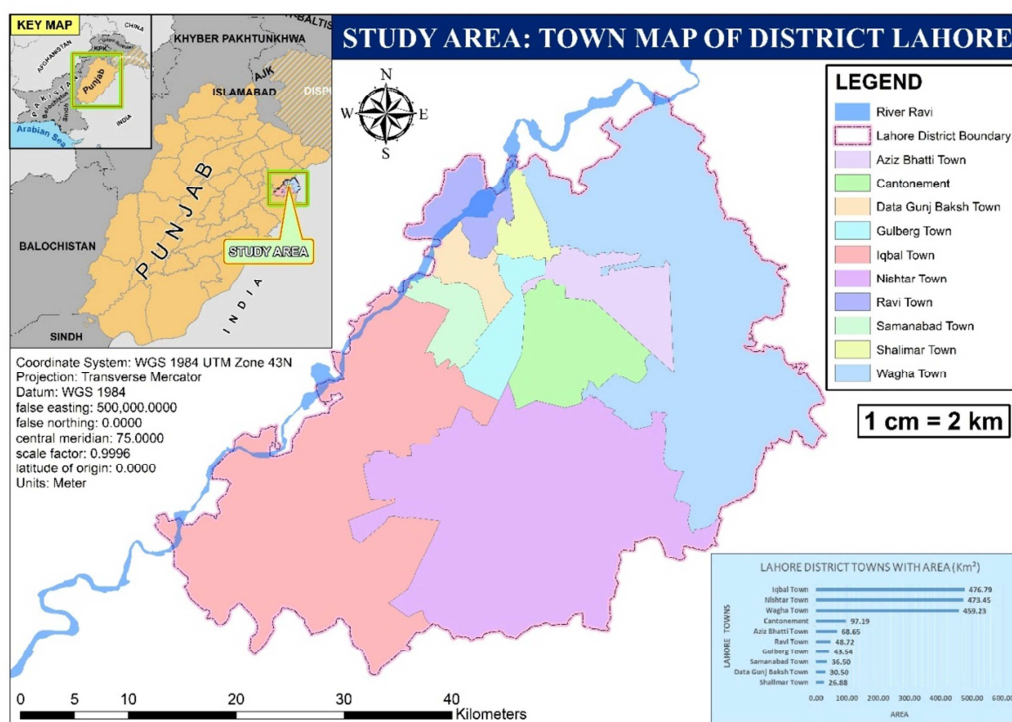 KEY MAP
CHINA
AFGHANISTAN
KPK
Punjab
PAKISTAN
Balochistan
Sindh
INDIA
Arabian Sea
KHYBER PAKHTUNKHWA
AJK
ISLAMABAD
PUNJAB
BALOCHISTAN
STUDY AREA
INDIA
SINDH
STUDY AREA: TOWN MAP OF DISTRICT LAHORE
N
W E
S
LEGEND
River Ravi
Lahore District Boundary
Aziz Bhatti Town
Cantonement
Data Gunj Baksh Town
Gulberg Town
Iqbal Town
Nishtar Town
Ravi Town
Samanabad Town
Shalimar Town
Wagha Town
1 cm = 2 km
Coordinate System: WGS 1984 UTM Zone 43N
Projection: Transverse Mercator
Datum: WGS 1984
false easting: 500,000.0000
false northing: 0.0000
central meridian: 75.0000
scale factor: 0.9996
latitude of origin: 0.0000
Units: Meter
0 5 10 20 30 40
Kilometers
LAHORE DISTRICT TOWNS WITH AREA (Km²)
LAHORE TOWNS
Iqbal Town 476.79
Nishtar Town 473.45
Wagha Town 459.23
Cantonement 97.19
Aziz Bhatti Town 68.65
Ravi Town 48.72
Gulberg Town 43.54
Samanabad Town 36.50
Data Gunj Baksh Town 30.50
Shalimar Town 26.88
0.00 100.00 200.00 300.00 400.00 500.00 600.0
AREA